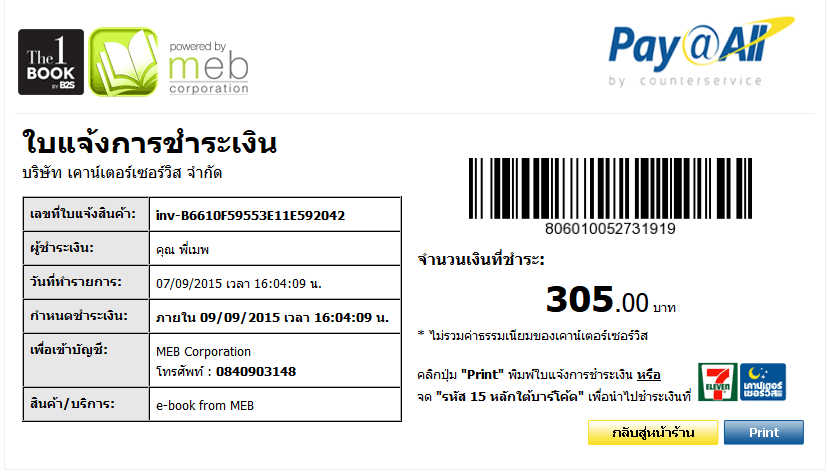 The 1
BOOK
BY B2S
powered by
meb
corporation
Pay@All
by counterservice
ใบแจ้งการชำระเงิน
บริษัท เคาน์เตอร์เซอร์วิส จำกัด
เลขที่ใบแจ้งสินค้า: inv-B6610F59553E11E592042
ผู้ชำระเงิน: คุณ พี่เมพ
วันที่ทำรายการ: 07/09/2015 เวลา 16:04:09 น.
กำหนดชำระเงิน: ภายใน 09/09/2015 เวลา 16:04:09 น.
เพื่อเข้าบัญชี: MEB Corporation
โทรศัพท์ : 0840903148
สินค้า/บริการ: e-book from MEB
806010052731919
จำนวนเงินที่ชำระ:
305.00 บาท
* ไม่รวมค่าธรรมเนียมของเคาน์เตอร์เซอร์วิส
คลิกปุ่ม "Print" พิมพ์ใบแจ้งการชำระเงิน หรือ
จด "รหัส 15 หลักใต้บาร์โค้ด" เพื่อนำไปชำระเงินที่
7 ELEVEN
เคาน์เตอร์
เซอร์วิส
กลับสู่หน้าร้าน
Print